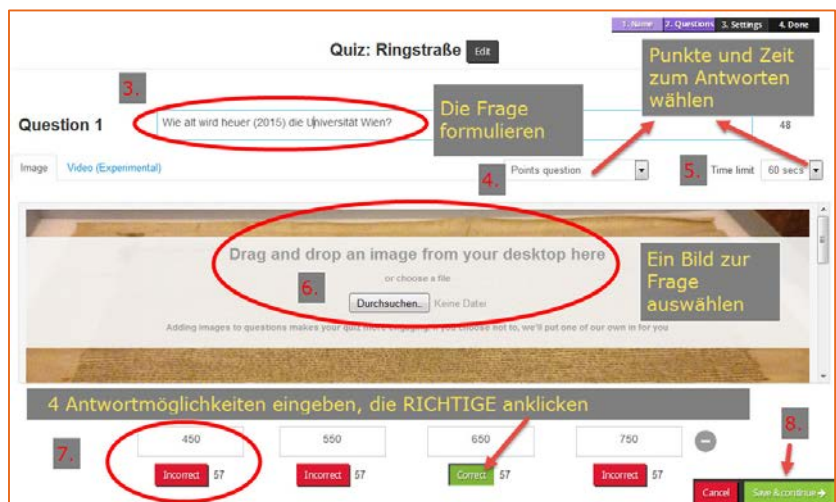 1. Name 2. Questions 3. Settings 4. Done
Quiz: Ringstraße Edit
Punkte und Zeit
zum Antworten
wählen
3.
Die Frage
formulieren
Question 1 Wie alt wird heuer (2015) die Universität Wien? 48
Image Video (Experimental) 4. Points question 5. Time limit 60 secs
Drag and drop an image from your desktop here
or choose a file
6. Durchsuchen.. Keine Datei
Ein Bild zur
Frage
auswählen
Adding images to questions makes your quiz more engaging. If you choose not to, we'll put one of our own in for you
4 Antwortmöglichkeiten eingeben, die RICHTIGE anklicken
7. 450 550 650 750 8.
Incorrect 57 Incorrect 57 Correct 57 Incorrect 57
Cancel Save & continue